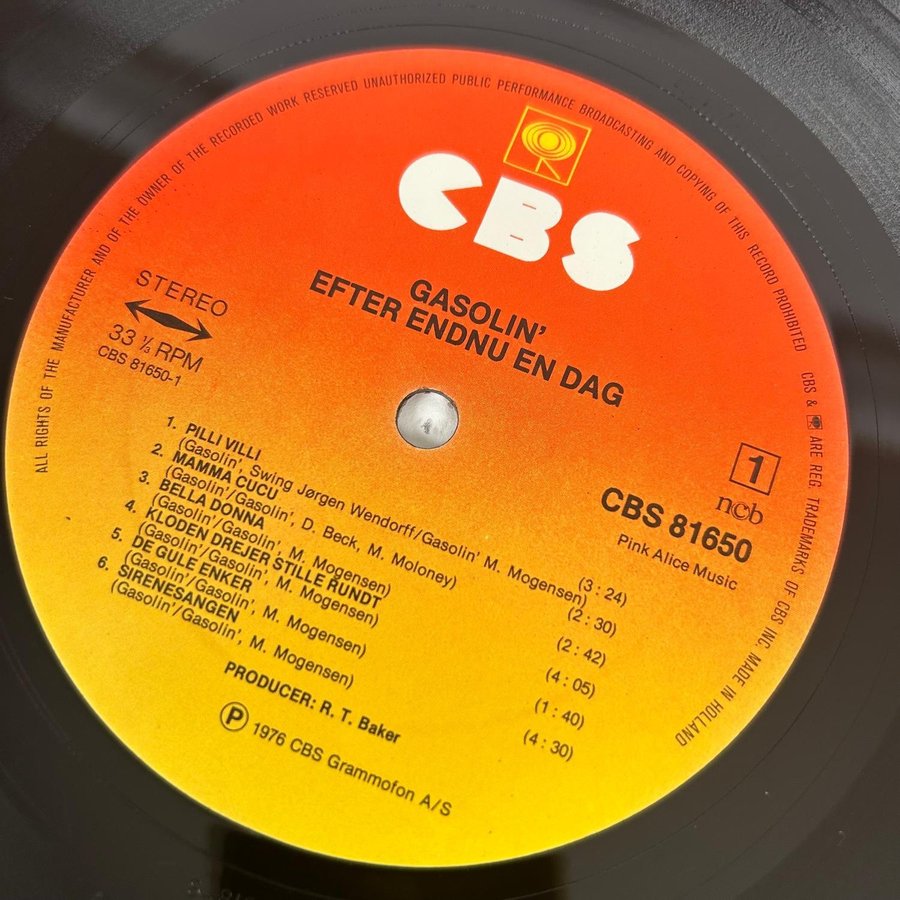 ALL RIGHTS OF THE MANUFACTURER AND OF THE OWNER OF THE RECORDED WORK RESERVED UNAUTHORIZED PUBLIC PERFORMANCE BROADCASTING AND COPYING OF THIS RECORD PROHIBITED CBS & ARE REG. TRADEMARKS OF CBS INC. MADE IN HOLLAND
CBS
GASOLIN'
EFTER ENDNU EN DAG
STEREO
33 ⅓ RPM
CBS 81650-1
1
ncb
CBS 81650
Pink Alice Music
1. PILLI VILLI
(Gasolin', Swing Jørgen Wendorff/Gasolin' M. Mogensen) (3 : 24)
2. MAMMA CUCU
(Gasolin'/Gasolin', D. Beck, M. Moloney) (2 : 30)
3. BELLA DONNA
(Gasolin'/Gasolin', M. Mogensen) (2 : 42)
4. KLODEN DREJER STILLE RUNDT
(Gasolin'/Gasolin', M. Mogensen) (4 : 05)
5. DE GULE ENKER
(Gasolin'/Gasolin', M. Mogensen) (1 : 40)
6. SIRENESANGEN
(Gasolin'/Gasolin', M. Mogensen) (4 : 30)
PRODUCER: R. T. Baker
Ⓟ 1976 CBS Grammofon A/S